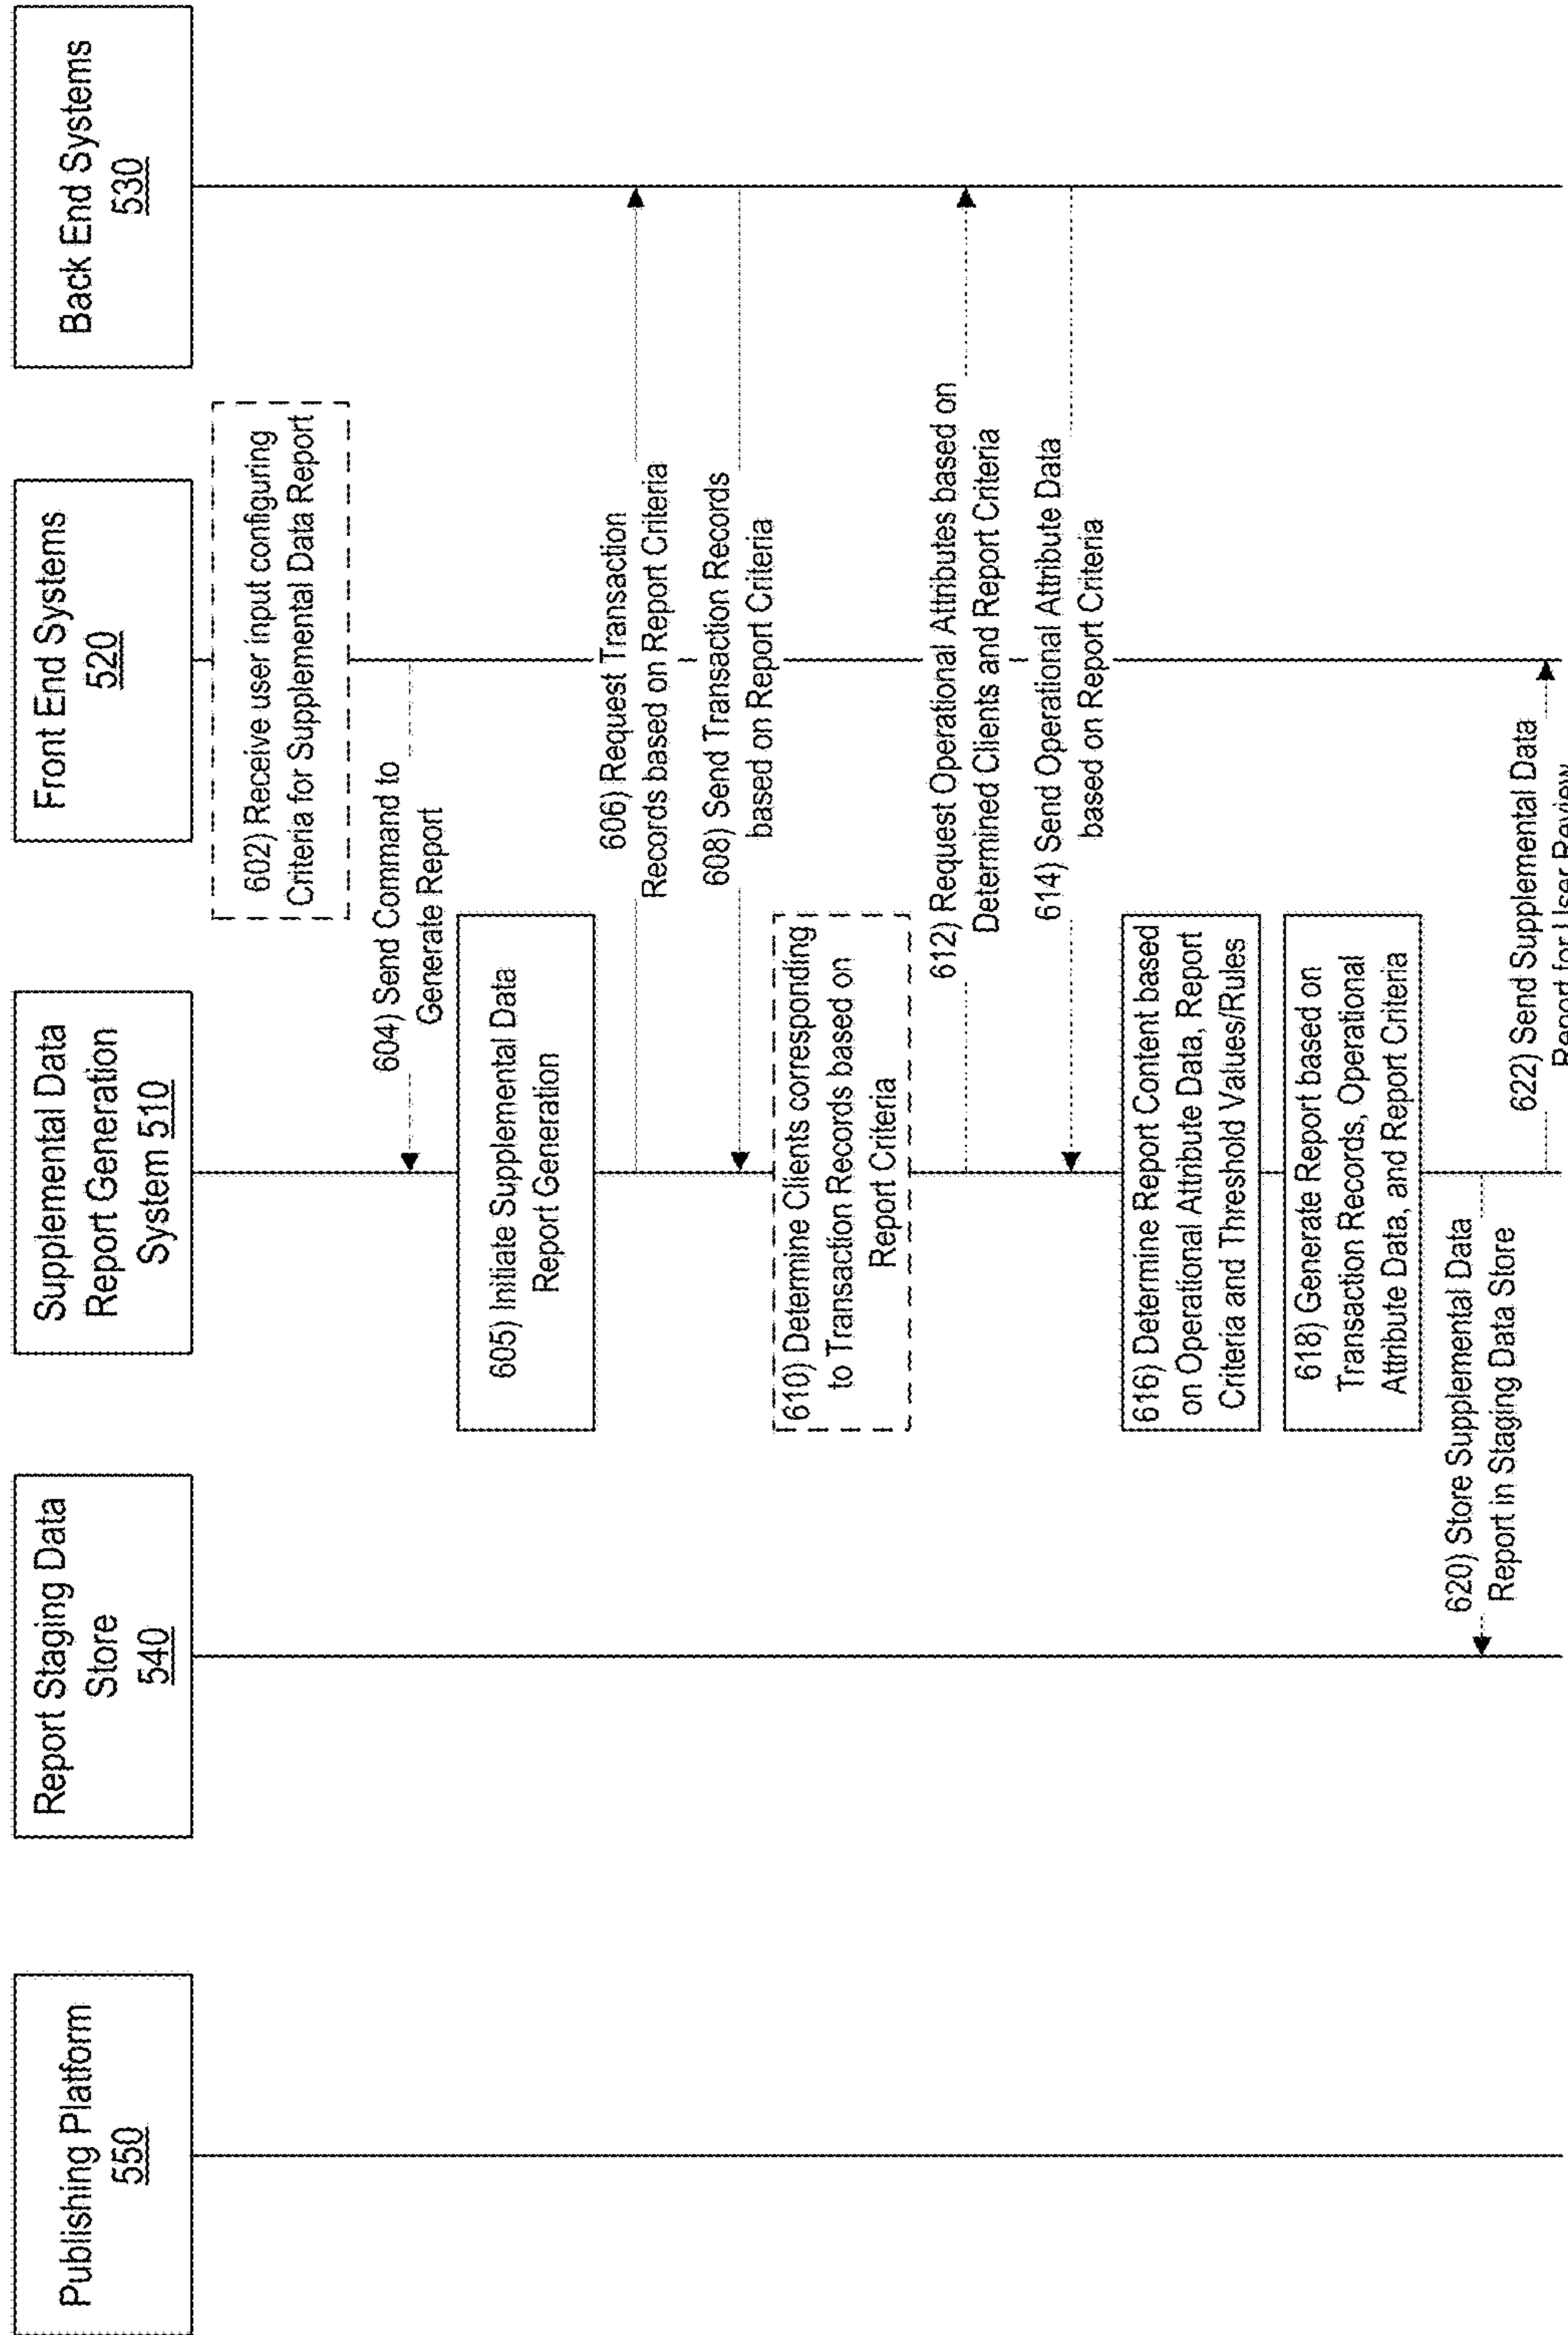 Publishing Platform
550
Report Staging Data
Store
540
Supplemental Data
Report Generation
System 510
Front End Systems
520
Back End Systems
530
602) Receive user input configuring
Criteria for Supplemental Data Report
604) Send Command to
Generate Report
605) Initiate Supplemental Data
Report Generation
606) Request Transaction
Records based on Report Criteria
608) Send Transaction Records
based on Report Criteria
610) Determine Clients corresponding
to Transaction Records based on
Report Criteria
612) Request Operational Attributes based on
Determined Clients and Report Criteria
614) Send Operational Attribute Data
based on Report Criteria
616) Determine Report Content based
on Operational Attribute Data, Report
Criteria and Threshold Values/Rules
618) Generate Report based on
Transaction Records, Operational
Attribute Data, and Report Criteria
620) Store Supplemental Data
Report in Staging Data Store
622) Send Supplemental Data
Report for User Review